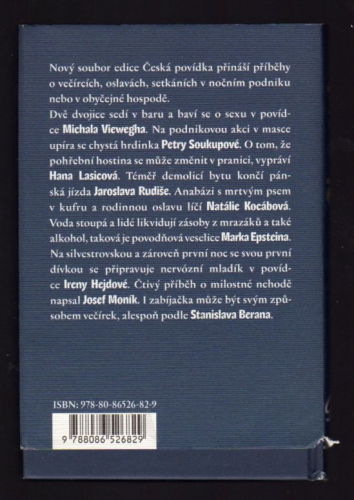 Nový soubor edice Česká povídka přináší příběhy
o večírcích, oslavách, setkáních v nočním podniku
nebo v obyčejné hospodě.
Dvě dvojice sedí v baru a baví se o sexu v povíd-
ce Michala Viewegha. Na podnikovou akci v masce
upíra se chystá hrdinka Petry Soukupové. O tom, že
pohřební hostina se může změnit v pranici, vypráví
Hana Lasicová. Téměř demolicí bytu končí pán-
ská jízda Jaroslava Rudiše. Anabázi s mrtvým psem
v kufru a rodinnou oslavu líčí Natálie Kocábová.
Voda stoupá a lidé likvidují zásoby z mrazáků a také
alkohol, taková je povodňová veselice Marka Epsteina.
Na silvestrovskou a zároveň první noc se svou první
dívkou se připravuje nervózní mladík v povíd-
ce Ireny Hejdové. Čtivý příběh o milostné nehodě
napsal Josef Moník. I zabíjačka může být svým způ-
sobem večírek, alespoň podle Stanislava Berana.
ISBN: 978-80-86526-82-9
9 788086 526829